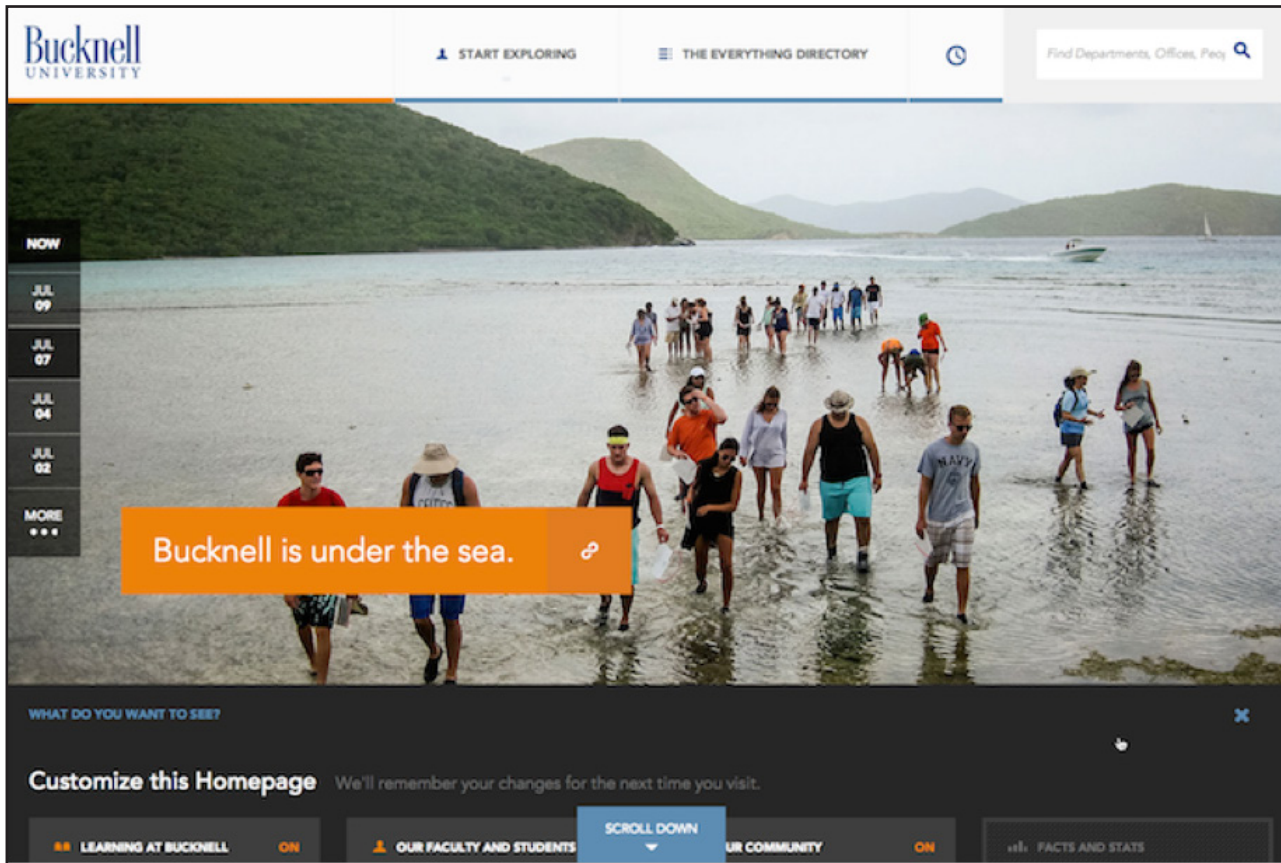 Bucknell
UNIVERSITY
START EXPLORING
THE EVERYTHING DIRECTORY
Find Departments, Offices, Peop
NOW
JUL
09
JUL
07
JUL
04
JUL
02
MORE
Bucknell is under the sea.
NAVY
CELTICS
WHAT DO YOU WANT TO SEE?
Customize this Homepage We'll remember your changes for the next time you visit.
SCROLL DOWN
LEARNING AT BUCKNELL ON
OUR FACULTY AND STUDENTS
UR COMMUNITY ON
FACTS AND STATS